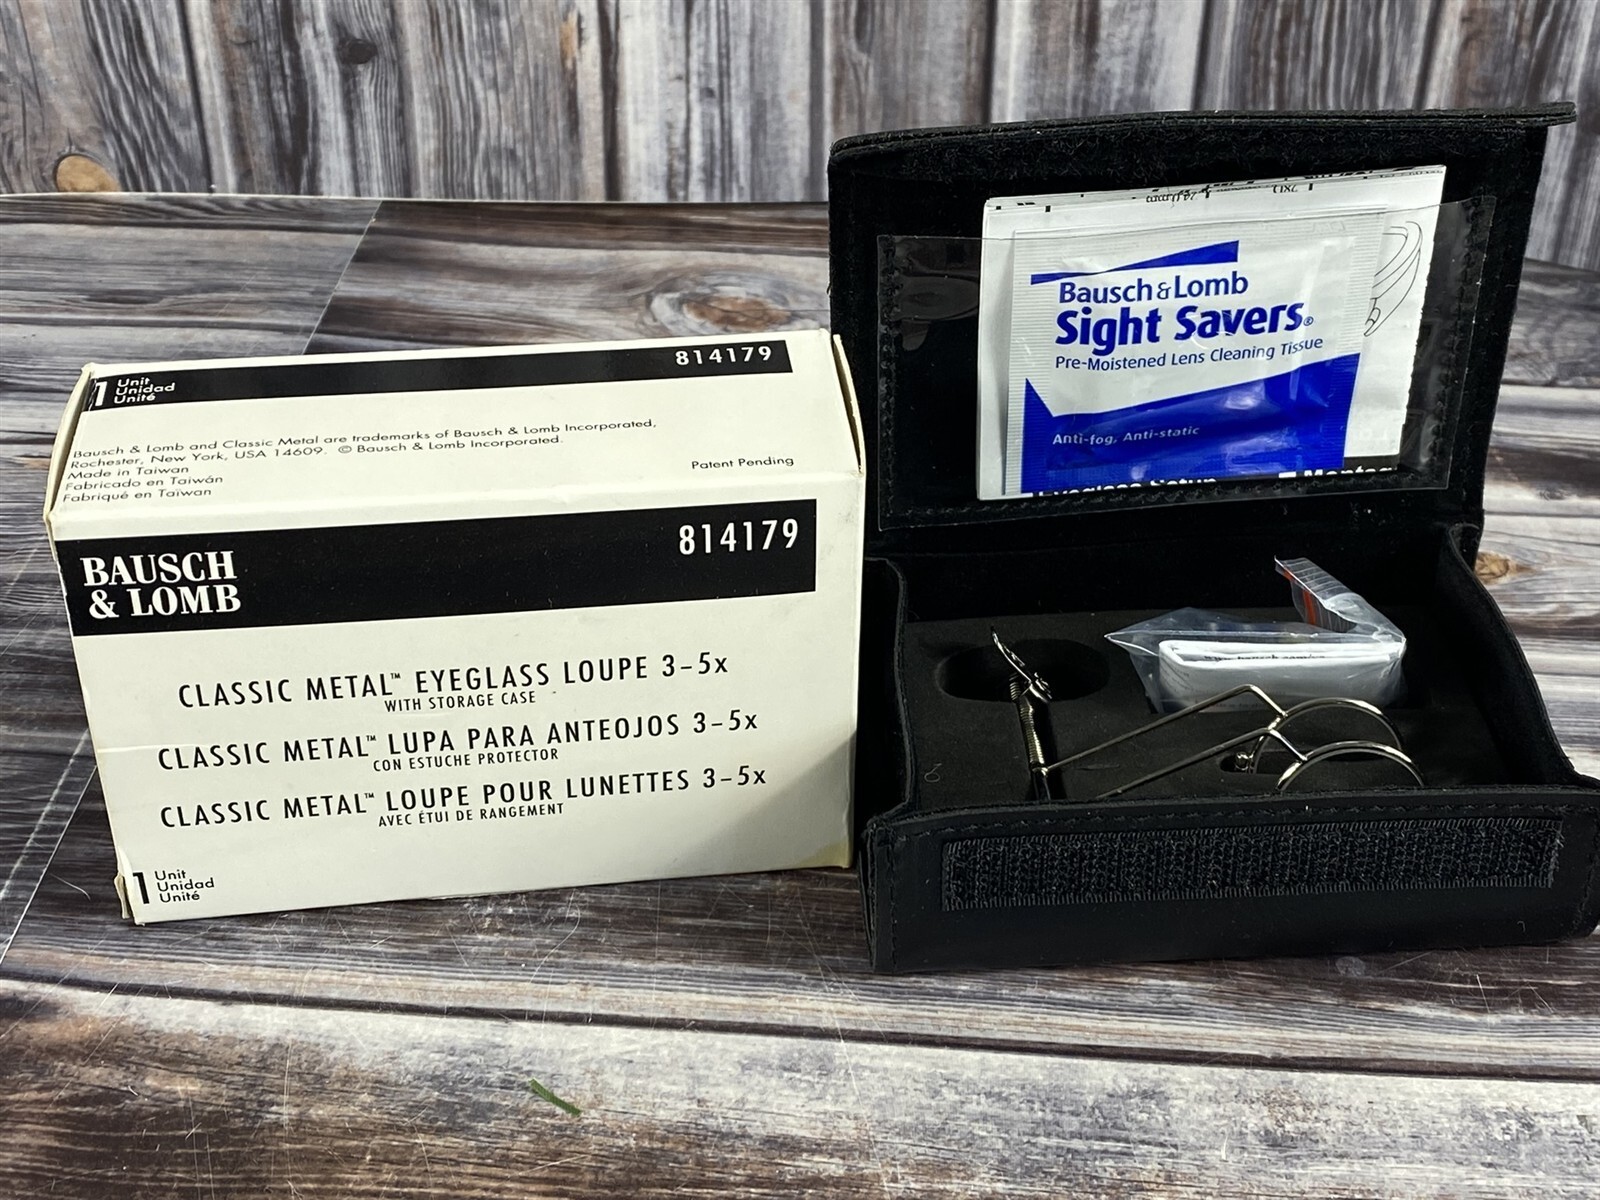 814179
1 Unit
Unidad
Unité
Bausch & Lomb and Classic Metal are trademarks of Bausch & Lomb Incorporated,
Rochester, New York, USA 14609. © Bausch & Lomb Incorporated.
Made in Taiwan
Fabricado en Taiwán
Fabriqué en Taiwan
Patent Pending
BAUSCH
& LOMB
814179
CLASSIC METAL™ EYEGLASS LOUPE 3-5x
WITH STORAGE CASE
CLASSIC METAL™ LUPA PARA ANTEOJOS 3-5x
CON ESTUCHE PROTECTOR
CLASSIC METAL™ LOUPE POUR LUNETTES 3-5x
AVEC ÉTUI DE RANGEMENT
1 Unit
Unidad
Unité
Bausch & Lomb
Sight Savers®
Pre-Moistened Lens Cleaning Tissue
Anti-fog, Anti-static
Eyeglass Setup